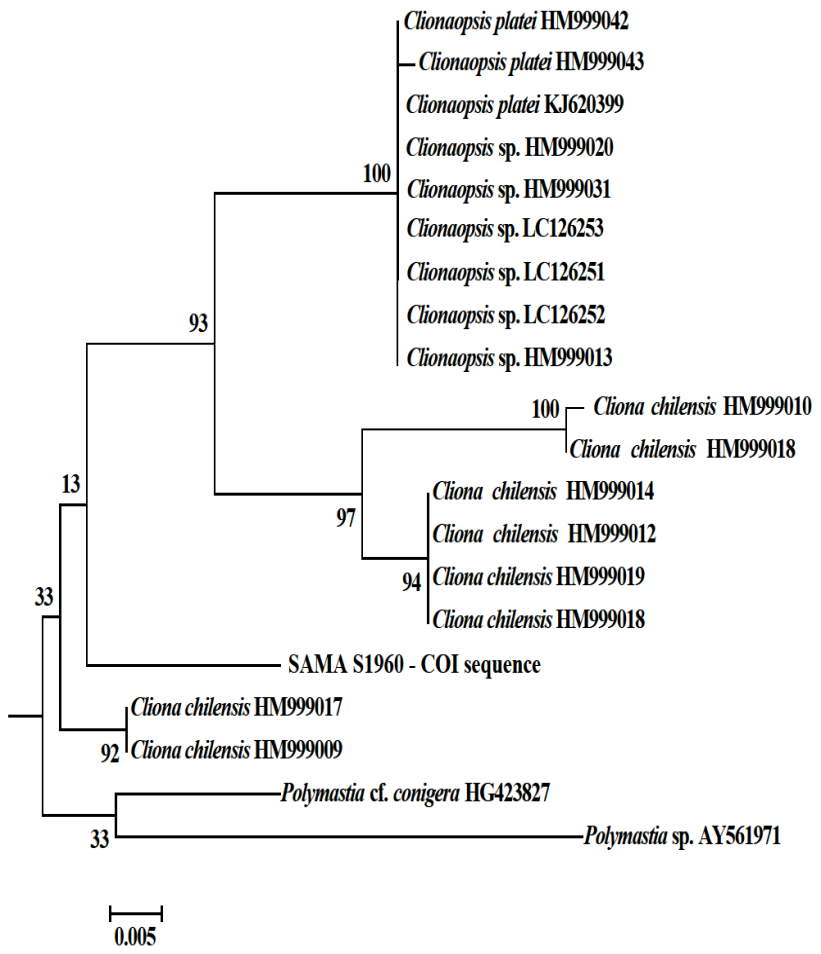 Clionaopsis platei HM999042
Clionaopsis platei HM999043
Clionaopsis platei KJ620399
Clionaopsis sp. HM999020
100
Clionaopsis sp. HM999031
Clionaopsis sp. LC126253
Clionaopsis sp. LC126251
Clionaopsis sp. LC126252
93
Clionaopsis sp. HM999013
100
Cliona chilensis HM999010
Cliona chilensis HM999018
13
Cliona chilensis HM999014
97
Cliona chilensis HM999012
94
Cliona chilensis HM999019
33
Cliona chilensis HM999018
SAMA S1960 - COI sequence
Cliona chilensis HM999017
92
Cliona chilensis HM999009
Polymastia cf. conigera HG423827
33
Polymastia sp. AY561971
0.005